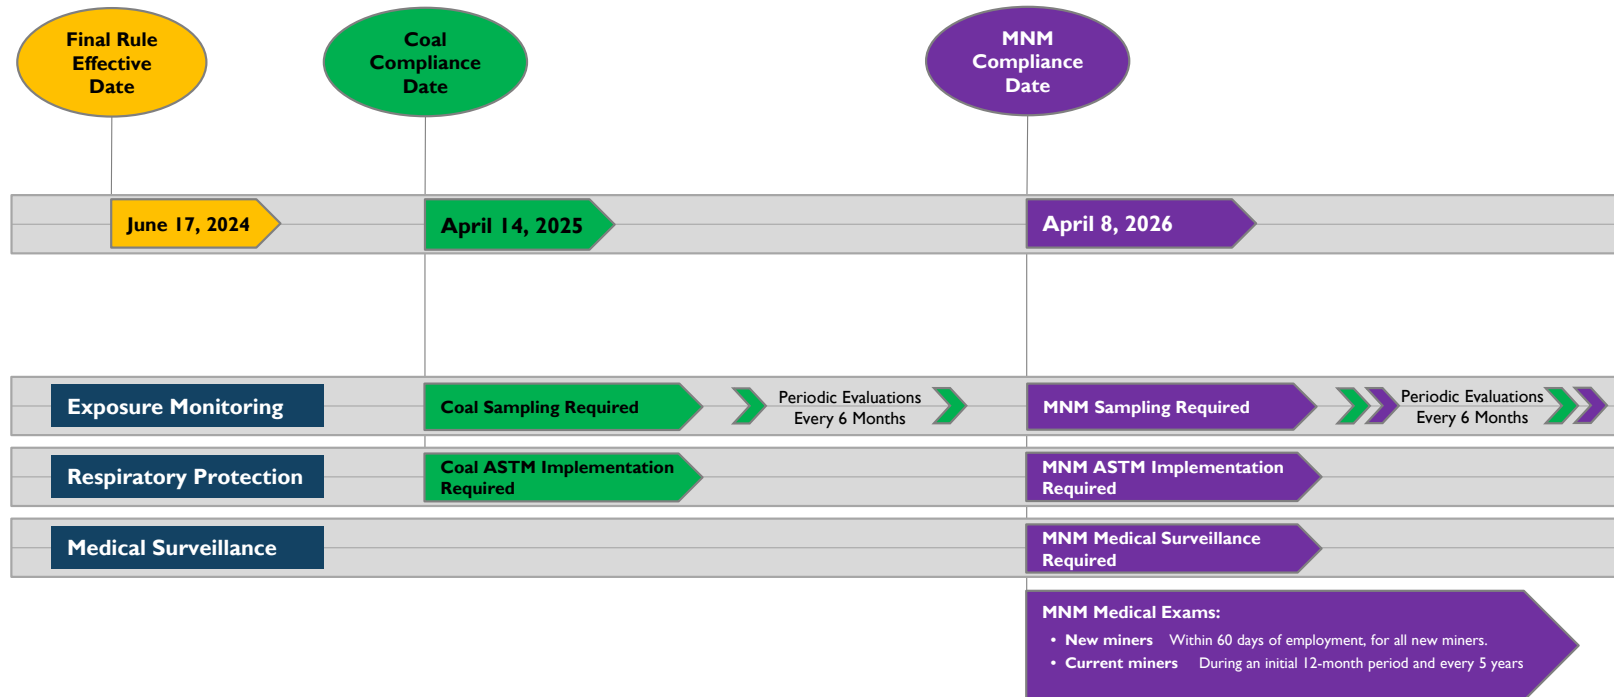 Final Rule
Effective
Date
Coal
Compliance
Date
MNM
Compliance
Date
June 17, 2024
April 14, 2025
April 8, 2026
Exposure Monitoring
Coal Sampling Required
Periodic Evaluations
Every 6 Months
MNM Sampling Required
Periodic Evaluations
Every 6 Months
Respiratory Protection
Coal ASTM Implementation
Required
MNM ASTM Implementation
Required
Medical Surveillance
MNM Medical Surveillance
Required
MNM Medical Exams:
• New miners Within 60 days of employment, for all new miners.
• Current miners During an initial 12-month period and every 5 years